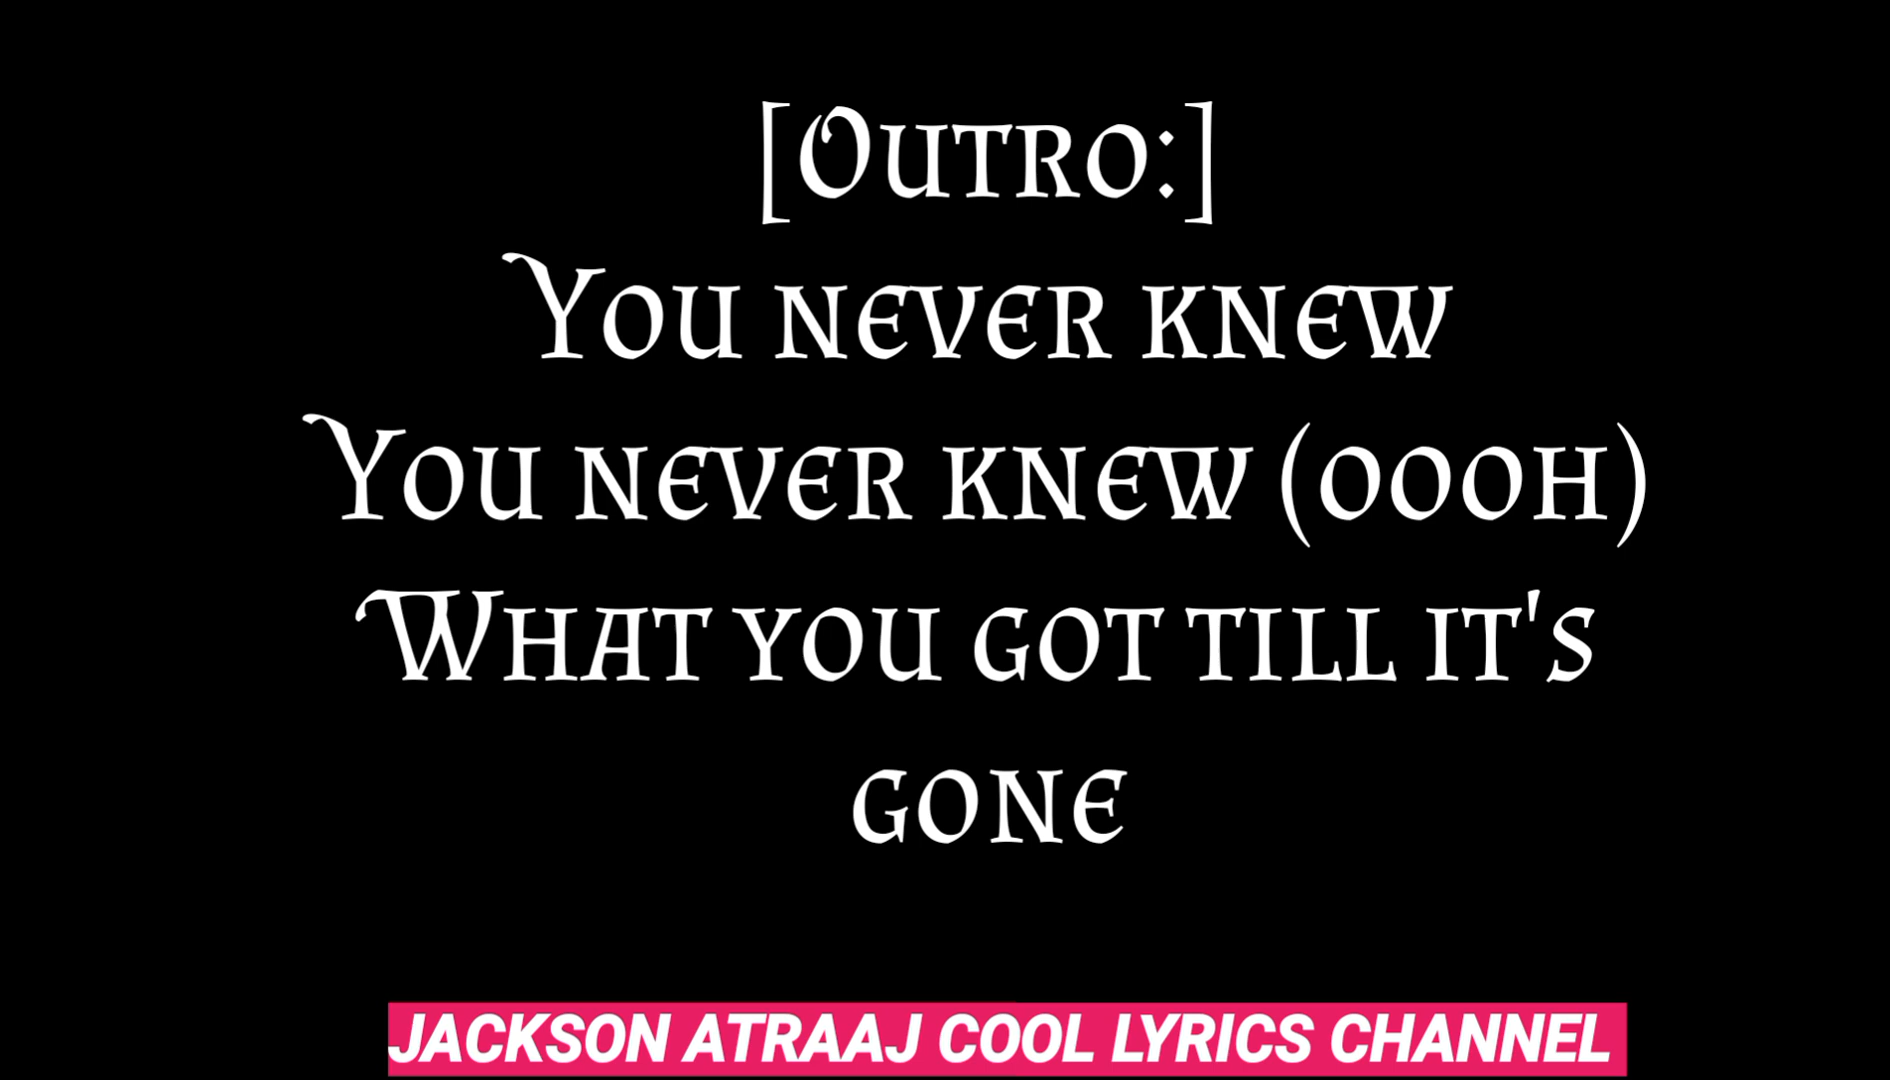 [Outro:]
You never knew
You never knew (oooh)
What you got till it's
gone
JACKSON ATRAAJ COOL LYRICS CHANNEL